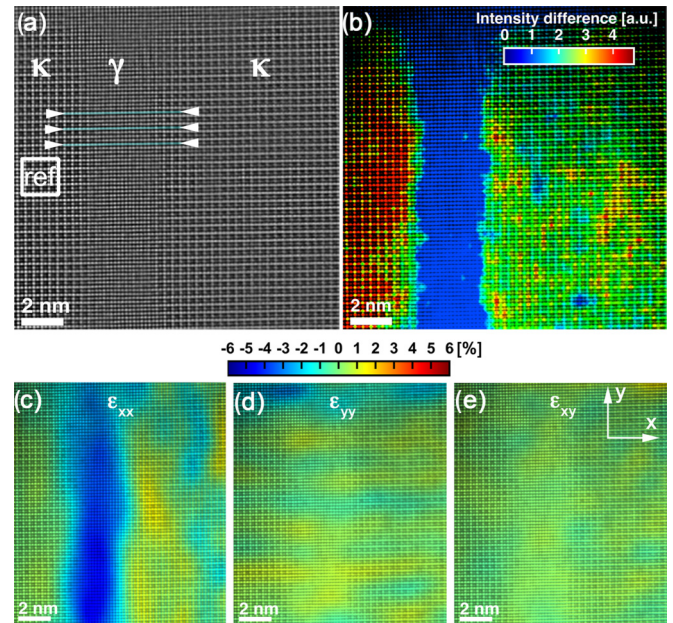 (a)
κ γ κ
ref
2 nm
(b)
Intensity difference [a.u.]
0 1 2 3 4
2 nm
-6 -5 -4 -3 -2 -1 0 1 2 3 4 5 6 [%]
(c) εxx
2 nm
(d) εyy
2 nm
(e) εxy
y
x
2 nm